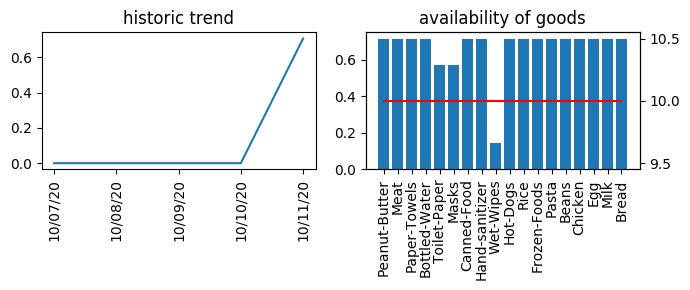 historic trend
0.6
0.4
0.2
0.0
10/07/20
10/08/20
10/09/20
10/10/20
10/11/20
availability of goods
0.6
0.4
0.2
0.0
10.5
10.0
9.5
Peanut-Butter
Meat
Paper-Towels
Bottled-Water
Toilet-Paper
Masks
Canned-Food
Hand-sanitizer
Wet-Wipes
Hot-Dogs
Rice
Frozen-Foods
Pasta
Beans
Chicken
Egg
Milk
Bread